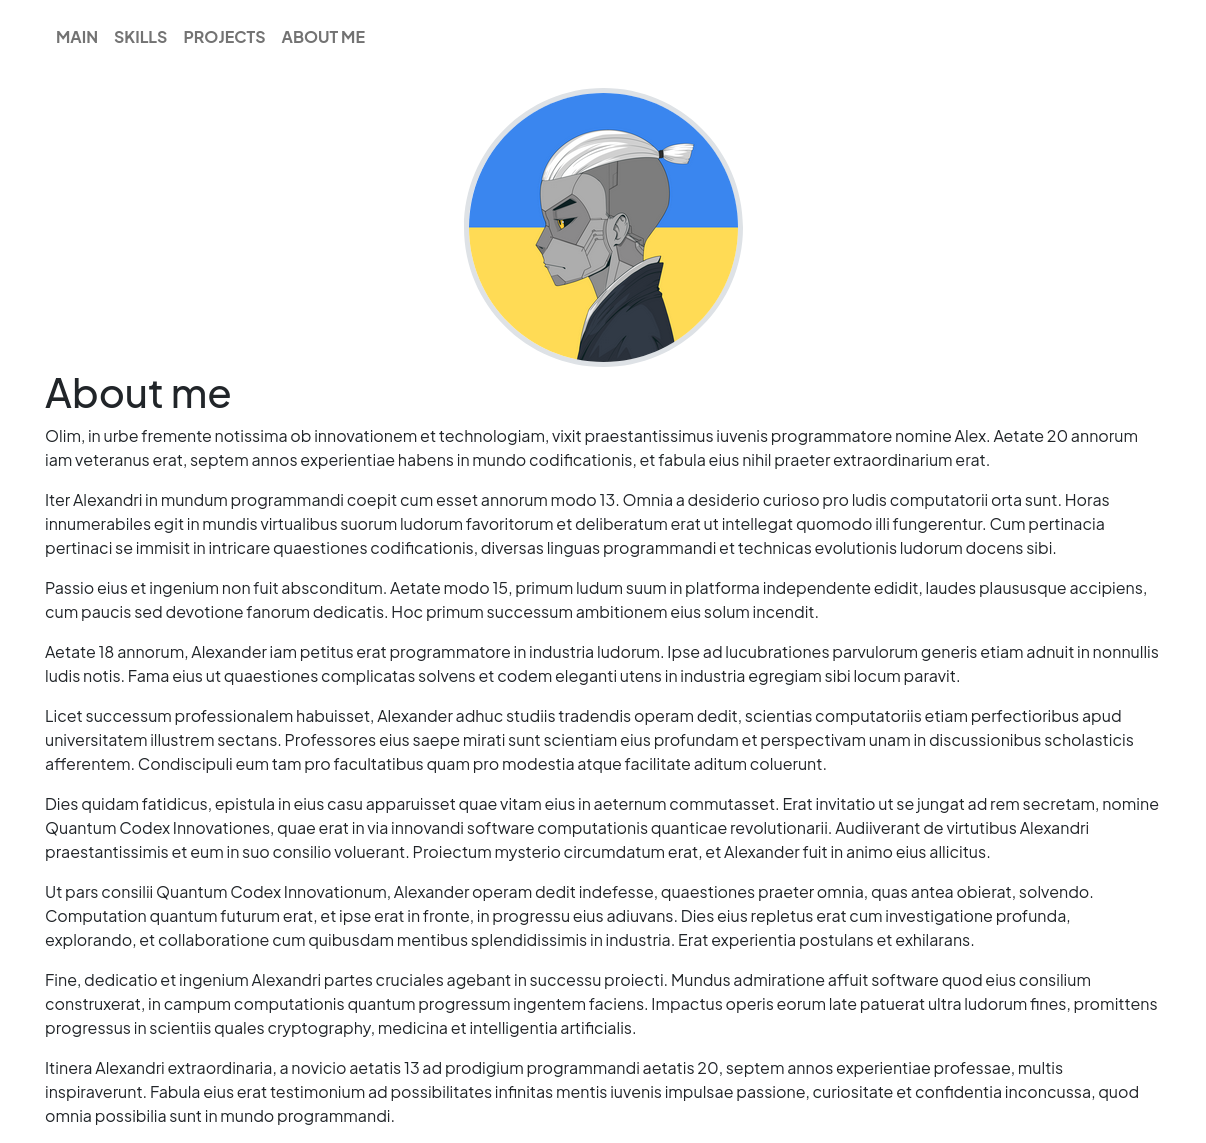 MAIN SKILLS PROJECTS ABOUT ME
About me
Olim, in urbe fremente notissima ob innovationem et technologiam, vixit praestantissimus iuvenis programmatore nomine Alex. Aetate 20 annorum
iam veteranus erat, septem annos experientiae habens in mundo codificationis, et fabula eius nihil praeter extraordinarium erat.
Iter Alexandri in mundum programmandi coepit cum esset annorum modo 13. Omnia a desiderio curioso pro ludis computatorii orta sunt. Horas
innumerabiles egit in mundis virtualibus suorum ludorum favoritorum et deliberatum erat ut intellegat quomodo illi fungerentur. Cum pertinacia
pertinaci se immisit in intricare quaestiones codificationis, diversas linguas programmandi et technicas evolutionis ludorum docens sibi.
Passio eius et ingenium non fuit absconditum. Aetate modo 15, primum ludum suum in platforma independente edidit, laudes plaususque accipiens,
cum paucis sed devotione fanorum dedicatis. Hoc primum successum ambitionem eius solum incendit.
Aetate 18 annorum, Alexander iam petitus erat programmatore in industria ludorum. Ipse ad lucubrationes parvulorum generis etiam adnuit in nonnullis
ludis notis. Fama eius ut quaestiones complicatas solvens et codem eleganti utens in industria egregiam sibi locum paravit.
Licet successum professionalem habuisset, Alexander adhuc studiis tradendis operam dedit, scientias computatoriis etiam perfectioribus apud
universitatem illustrem sectans. Professores eius saepe mirati sunt scientiam eius profundam et perspectivam unam in discussionibus scholasticis
afferentem. Condiscipuli eum tam pro facultatibus quam pro modestia atque facilitate aditum coluerunt.
Dies quidam fatidicus, epistula in eius casu apparuisset quae vitam eius in aeternum commutasset. Erat invitatio ut se jungat ad rem secretam, nomine
Quantum Codex Innovationes, quae erat in via innovandi software computationis quanticae revolutionarii. Audiiverant de virtutibus Alexandri
praestantissimis et eum in suo consilio voluerant. Proiectum mysterio circumdatum erat, et Alexander fuit in animo eius allicitus.
Ut pars consilii Quantum Codex Innovationum, Alexander operam dedit indefesse, quaestiones praeter omnia, quas antea obierat, solvendo.
Computation quantum futurum erat, et ipse erat in fronte, in progressu eius adiuvans. Dies eius repletus erat cum investigatione profunda,
explorando, et collaboratione cum quibusdam mentibus splendidissimis in industria. Erat experientia postulans et exhilarans.
Fine, dedicatio et ingenium Alexandri partes cruciales agebant in successu proiecti. Mundus admiratione affuit software quod eius consilium
construxerat, in campum computationis quantum progressum ingentem faciens. Impactus operis eorum late patuerat ultra ludorum fines, promittens
progressus in scientiis quales cryptography, medicina et intelligentia artificialis.
Itinera Alexandri extraordinaria, a novicio aetatis 13 ad prodigium programmandi aetatis 20, septem annos experientiae professae, multis
inspiraverunt. Fabula eius erat testimonium ad possibilitates infinitas mentis iuvenis impulsae passione, curiositate et confidentia inconcussa, quod
omnia possibilia sunt in mundo programmandi.